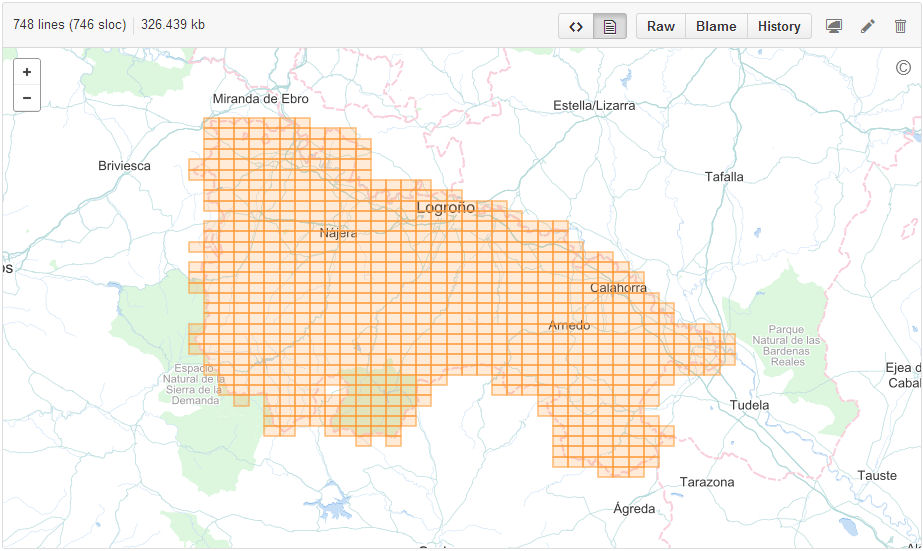 748 lines (746 sloc) 326.439 kb
<> Raw Blame History
+
−
©
Miranda de Ebro
Estella/Lizarra
Briviesca
Tafalla
Logroño
Nájera
os
Calahorra
Arnedo
Parque
Natural de las
Bardenas
Reales
Espacio
Natural de la
Sierra de la
Demanda
Ejea d
Cabal
Tudela
Tauste
Tarazona
Ágreda